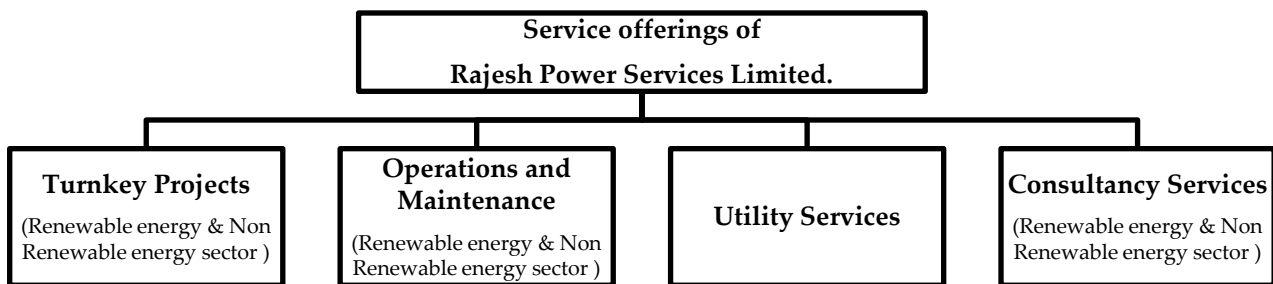 Service offerings of
Rajesh Power Services Limited.
Turnkey Projects
(Renewable energy & Non
Renewable energy sector )
Operations and
Maintenance
(Renewable energy & Non
Renewable energy sector )
Utility Services
Consultancy Services
(Renewable energy & Non
Renewable energy sector )